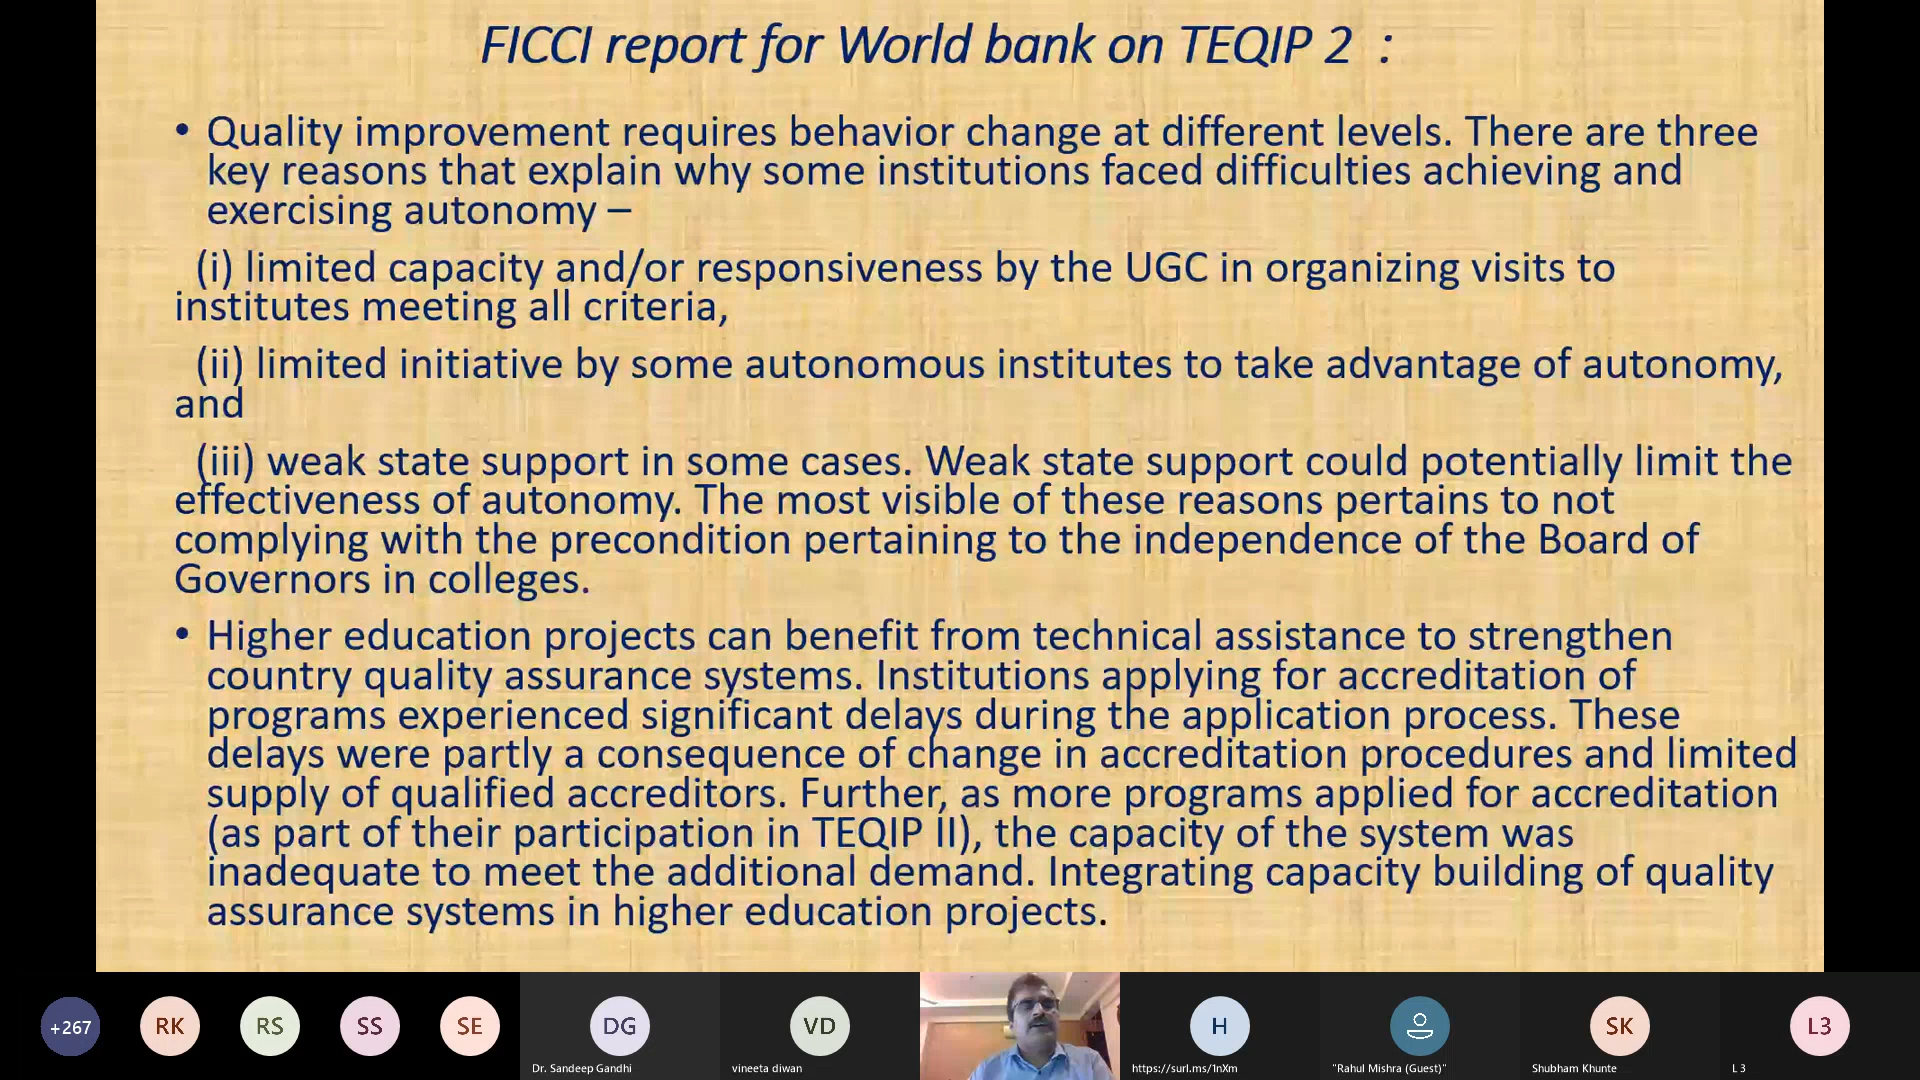 FICCI report for World bank on TEQIP 2 :
• Quality improvement requires behavior change at different levels. There are three
key reasons that explain why some institutions faced difficulties achieving and
exercising autonomy –
(i) limited capacity and/or responsiveness by the UGC in organizing visits to
institutes meeting all criteria,
(ii) limited initiative by some autonomous institutes to take advantage of autonomy,
and
(iii) weak state support in some cases. Weak state support could potentially limit the
effectiveness of autonomy. The most visible of these reasons pertains to not
complying with the precondition pertaining to the independence of the Board of
Governors in colleges.
• Higher education projects can benefit from technical assistance to strengthen
country quality assurance systems. Institutions applying for accreditation of
programs experienced significant delays during the application process. These
delays were partly a consequence of change in accreditation procedures and limited
supply of qualified accreditors. Further, as more programs applied for accreditation
(as part of their participation in TEQIP II), the capacity of the system was
inadequate to meet the additional demand. Integrating capacity building of quality
assurance systems in higher education projects.
+267 RK RS SS SE DG VD H SK L3
Dr. Sandeep Gandhi vineeta diwan https://surl.ms/1nXm "Rahul Mishra (Guest)" Shubham Khunte L 3